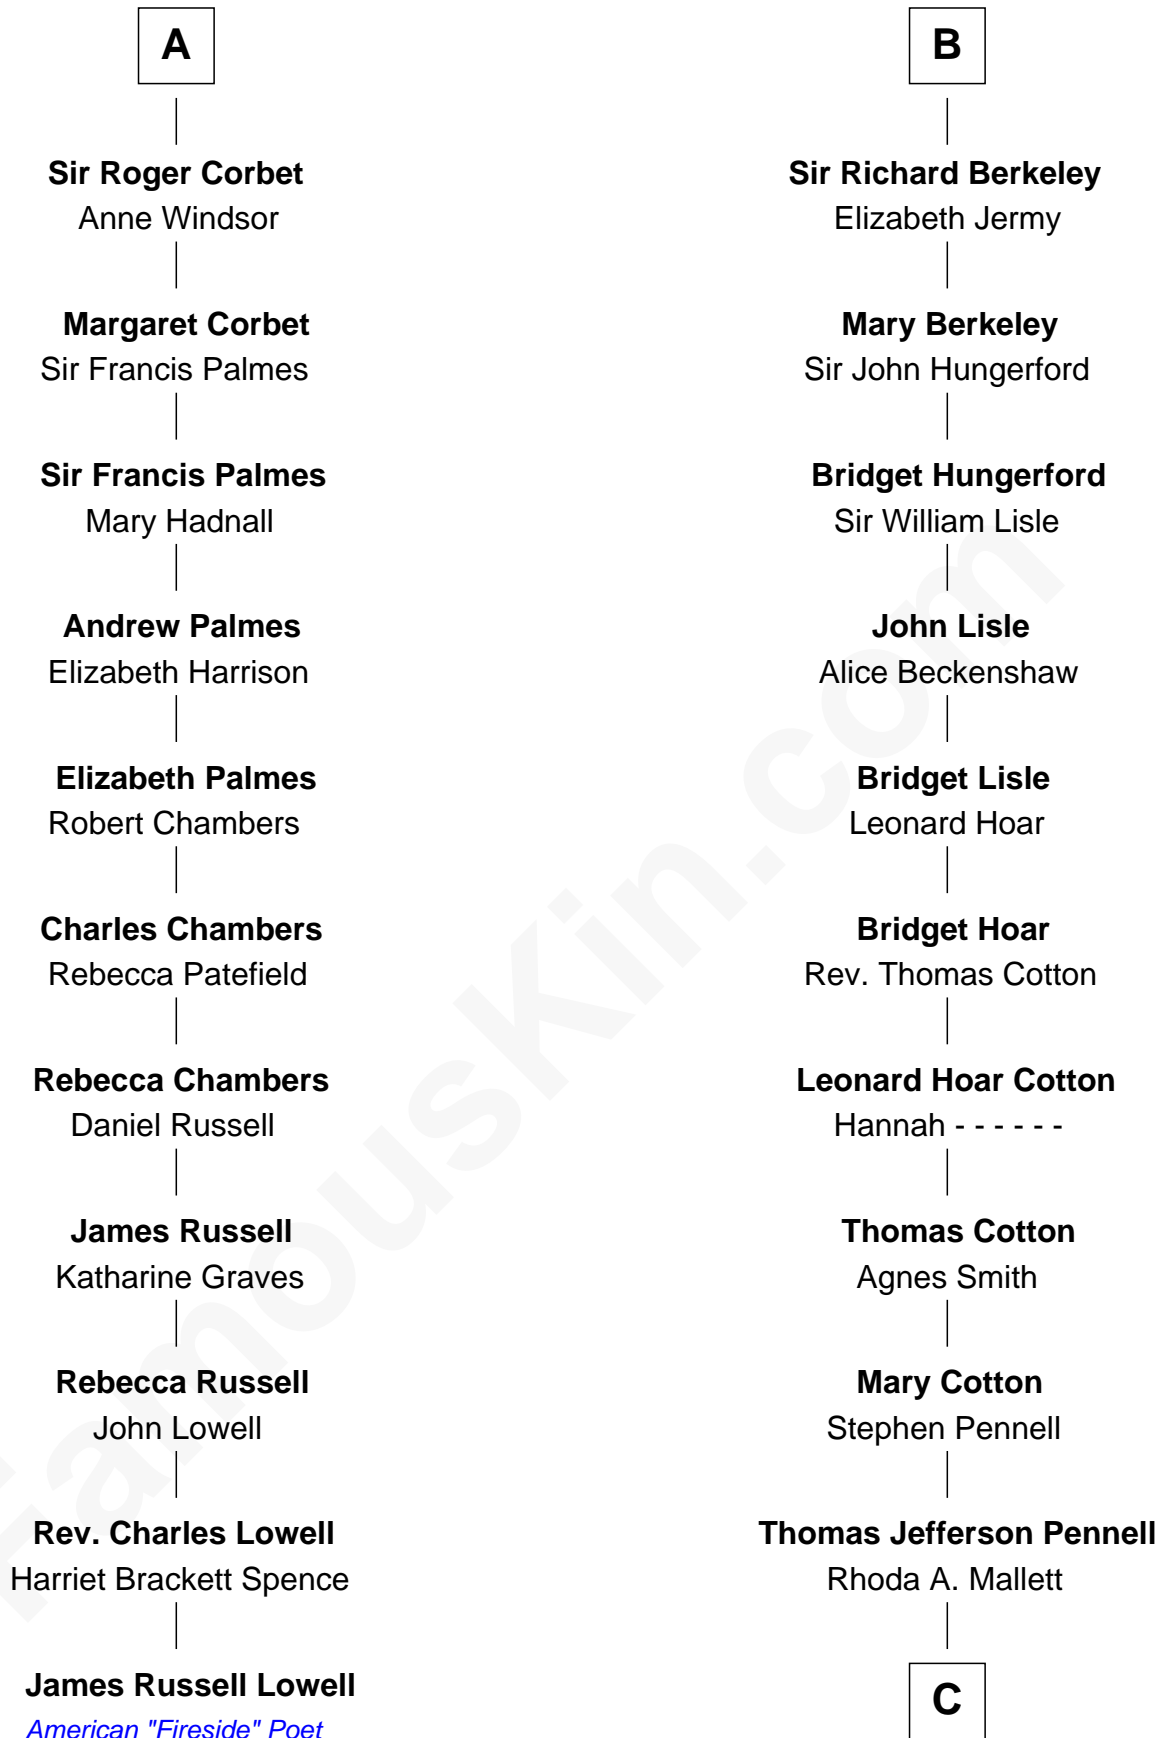 A
Sir Roger Corbet
Anne Windsor
Margaret Corbet
Sir Francis Palmes
Sir Francis Palmes
Mary Hadnall
Andrew Palmes
Elizabeth Harrison
Elizabeth Palmes
Robert Chambers
Charles Chambers
Rebecca Patefield
Rebecca Chambers
Daniel Russell
James Russell
Katharine Graves
Rebecca Russell
John Lowell
Rev. Charles Lowell
Harriet Brackett Spence
James Russell Lowell
American "Fireside" Poet
B
Sir Richard Berkeley
Elizabeth Jermy
Mary Berkeley
Sir John Hungerford
Bridget Hungerford
Sir William Lisle
John Lisle
Alice Beckenshaw
Bridget Lisle
Leonard Hoar
Bridget Hoar
Rev. Thomas Cotton
Leonard Hoar Cotton
Hannah - - - - - -
Thomas Cotton
Agnes Smith
Mary Cotton
Stephen Pennell
Thomas Jefferson Pennell
Rhoda A. Mallett
C
FamousKin.com